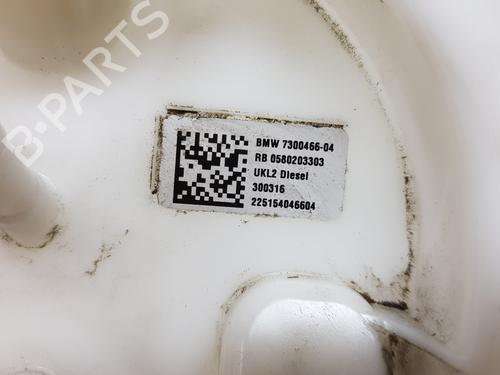 B-PARTS
BMW 7300466-04
RB 0580203303
UKL2 Diesel
300316
225154046604